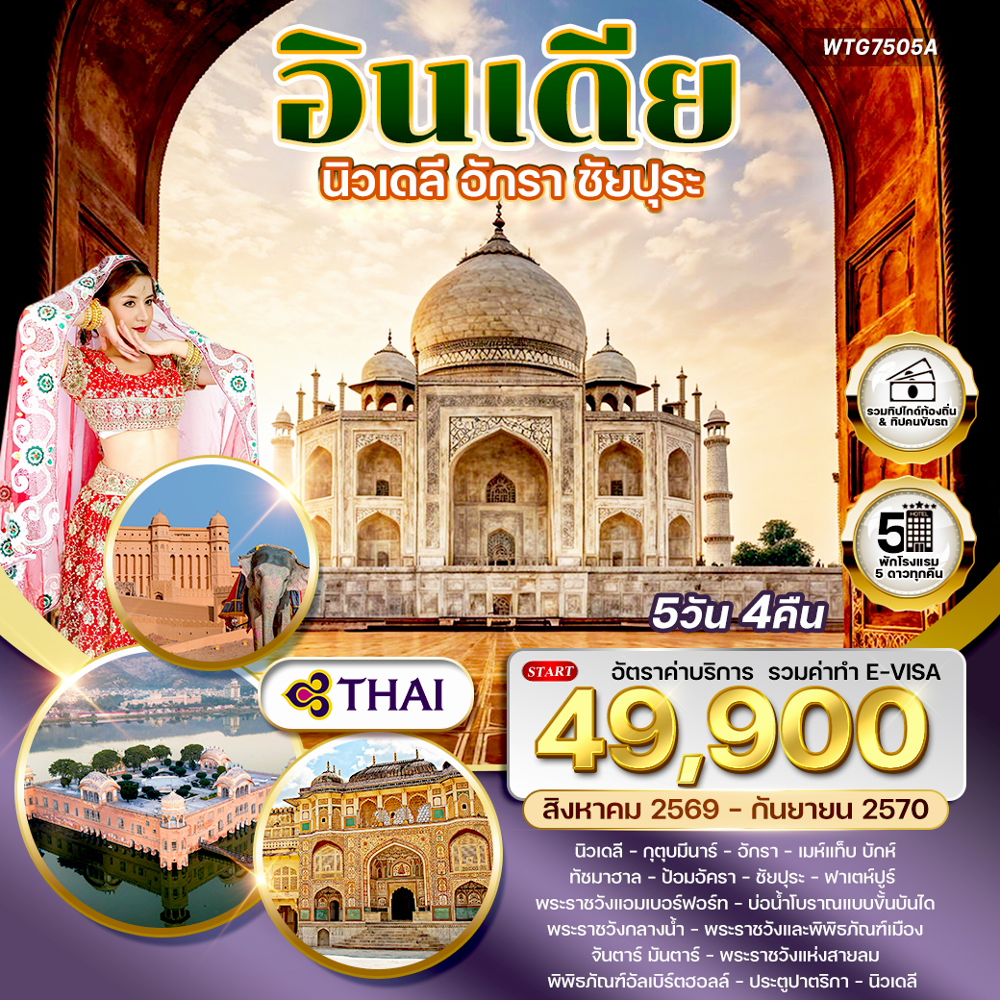 WTG7505A
อินเดีย
นิวเดลี อักรา ชัยปุระ
รวมทิปไกด์ท้องถิ่น
& ทิปคนขับรถ
5
HOTEL
พักโรงแรม
5 ดาวทุกคืน
5วัน 4คืน
THAI
START
อัตราค่าบริการ รวมค่าทำ E-VISA
49,900
สิงหาคม 2569 - กันยายน 2570
นิวเดลี - กุตุบมีนาร์ - อักรา - เมห์แท็บ บักห์
ทัชมาฮาล - ป้อมอัครา - ชัยปุระ - ฟาเตห์ปูร์
พระราชวังแอมเบอร์ฟอร์ท - บ่อน้ำโบราณแบบขั้นบันได
พระราชวังกลางน้ำ - พระราชวังและพิพิธภัณฑ์เมือง
จันตาร์ มันตาร์ - พระราชวังแห่งสายลม
พิพิธภัณฑ์อัลเบิร์ตฮอลล์ - ประตูปาตริกา - นิวเดลี